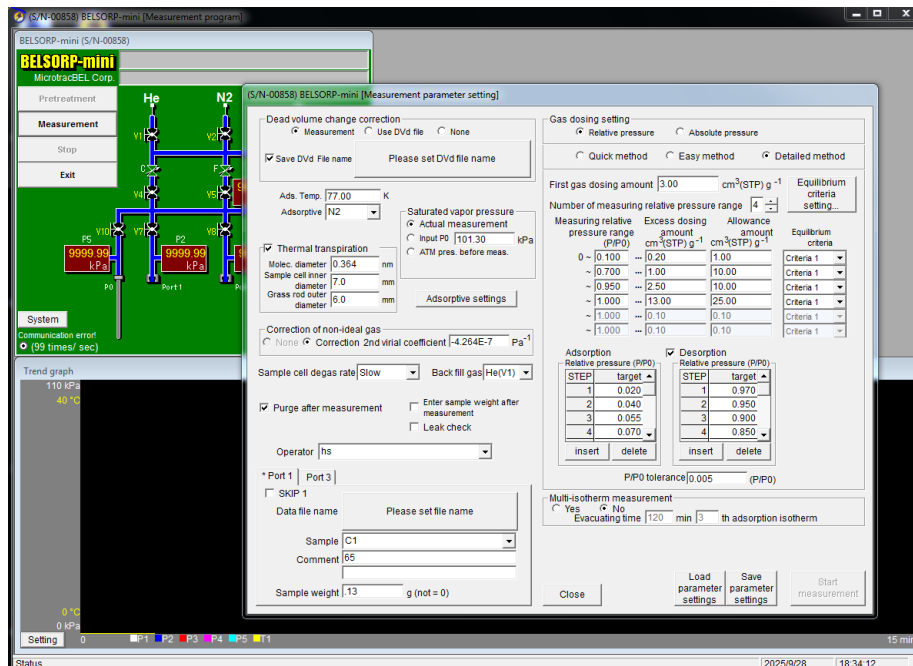 (S/N-00858) BELSORP-mini [Measurement program]
BELSORP-mini (S/N-00858)
BELSORP-mini
MicrotracBEL Corp.
Pretreatment
Measurement
Stop
Exit
He
N2
V1
V2
C
F
V4
V5
V10
V7
P5
9999.99
kPa
P2
9999.99
kPa
P0
Port1
System
Communication error!
(99 times/ sec)
Trend graph
110 kPa
40 °C
0 °C
0 kPa
Setting
0
P1 P2 P3 P4 P5 T1
15 min
Status
2025/9/28
18:34:12
(S/N-00858) BELSORP-mini [Measurement parameter setting]
Dead volume change correction
Measurement Use DVd file None
Save DVd File name
Please set DVd file name
Ads. Temp. 77.00 K
Adsorptive N2
Saturated vapor pressure
Actual measurement
Input P0 101.30 kPa
ATM pres. before meas.
Thermal transpiration
Molec. diameter 0.364 nm
Sample cell inner
diameter 7.0 mm
Grass rod outer
diameter 6.0 mm
Adsorptive settings
Correction of non-ideal gas
None Correction 2nd virial coefficient -4.264E-7 Pa-1
Sample cell degas rate Slow Back fill gas He(V1)
Purge after measurement
Enter sample weight after
measurement
Leak check
Operator hs
* Port 1 Port 3
SKIP 1
Data file name
Please set file name
Sample C1
Comment 65
Sample weight .13 g (not = 0)
Gas dosing setting
Relative pressure Absolute pressure
Quick method Easy method Detailed method
First gas dosing amount 3.00 cm3(STP) g -1
Equilibrium
criteria
setting...
Number of measuring relative pressure range 4
Measuring relative Excess dosing Allowance
pressure range amount amount Equilibrium
(P/P0) cm3(STP) g-1 cm3(STP) g-1 criteria
0 ~ 0.100 ... 0.20 1.00 Criteria 1
~ 0.700 ... 1.00 10.00 Criteria 1
~ 0.950 ... 2.50 10.00 Criteria 1
~ 1.000 ... 13.00 25.00 Criteria 1
~ 1.000 ... 0.10 0.10 Criteria 1
~ 1.000 ... 0.10 0.10 Criteria 1
Adsorption Desorption
Relative pressure (P/P0) Relative pressure (P/P0)
STEP target STEP target
1 0.020 1 0.970
2 0.040 2 0.950
3 0.055 3 0.900
4 0.070 4 0.850
insert delete insert delete
P/P0 tolerance 0.005 (P/P0)
Multi-isotherm measurement
Yes No
Evacuating time 120 min 3 th adsorption isotherm
Close
Load
parameter
settings
Save
parameter
settings
Start
measurement